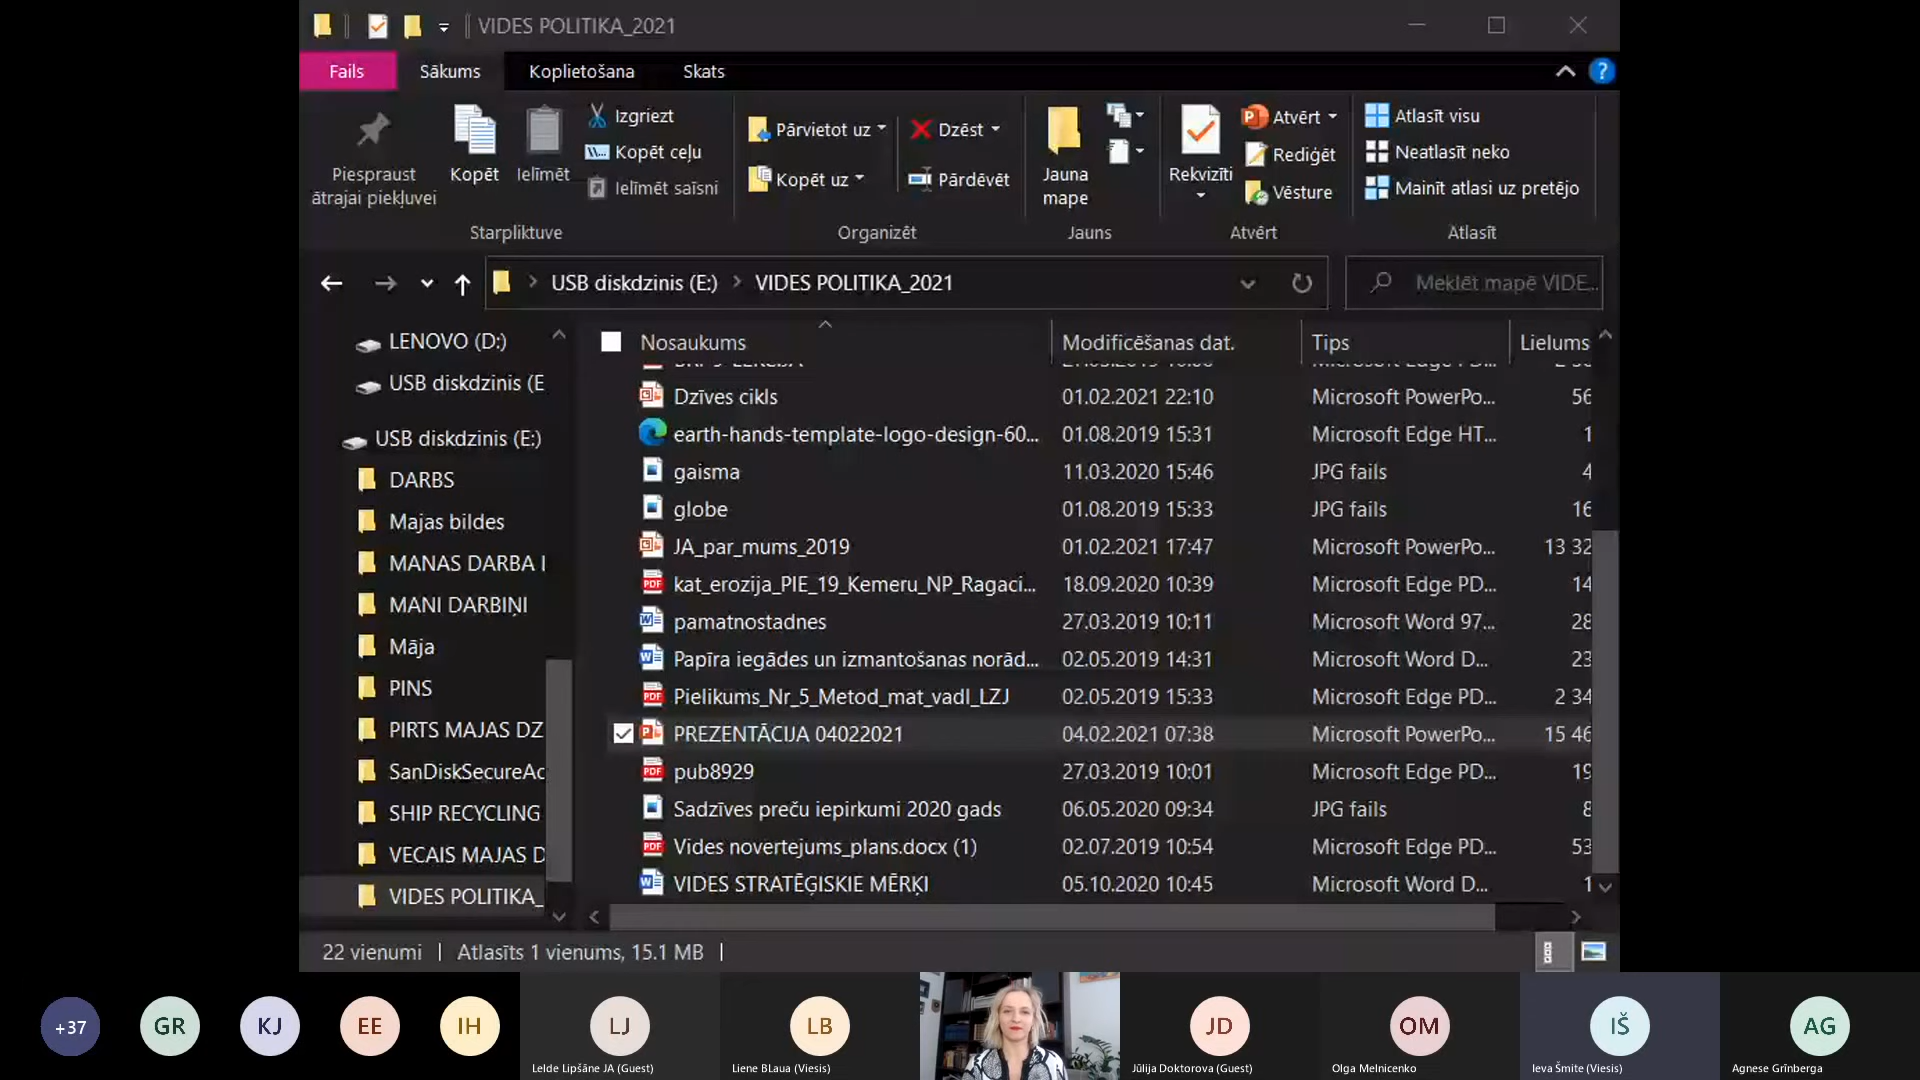 VIDES POLITIKA_2021
Fails
Sākums
Koplietošana
Skats
?
Piespraust
ātrajai piekļuvei
Kopēt
Ielīmēt
Izgriezt
Kopēt ceļu
Ielīmēt saīsni
Starpliktuve
Pārvietot uz
Kopēt uz
Dzēst
Pārdēvēt
Organizēt
Jauna
mape
Jauns
Rekvizīti
Atvērt
Rediģēt
Vēsture
Atvērt
Atlasīt visu
Neatlasīt neko
Mainīt atlasi uz pretējo
Atlasīt
USB diskdzinis (E:)
VIDES POLITIKA_2021
Meklēt mapē VIDE...
LENOVO (D:)
USB diskdzinis (E
USB diskdzinis (E:)
DARBS
Majas bildes
MANAS DARBA
MANI DARBIŅI
Māja
PINS
PIRTS MAJAS DZ
SanDiskSecureAc
SHIP RECYCLING
VECAIS MAJAS D
VIDES POLITIKA_
Nosaukums Modificēšanas dat. Tips Lielums
Dzīves cikls 01.02.2021 22:10 Microsoft PowerPo... 56
earth-hands-template-logo-design-60... 01.08.2019 15:31 Microsoft Edge HT... 1
gaisma 11.03.2020 15:46 JPG fails 4
globe 01.08.2019 15:33 JPG fails 16
JA_par_mums_2019 01.02.2021 17:47 Microsoft PowerPo... 13 32
kat_erozija_PIE_19_Kemeru_NP_Ragaci... 18.09.2020 10:39 Microsoft Edge PD... 14
pamatnostadnes 27.03.2019 10:11 Microsoft Word 97... 28
Papīra iegādes un izmantošanas norād... 02.05.2019 14:31 Microsoft Word D... 23
Pielikums_Nr_5_Metod_mat_vadl_LZJ 02.05.2019 15:33 Microsoft Edge PD... 2 34
PREZENTĀCIJA 04022021 04.02.2021 07:38 Microsoft PowerPo... 15 46
pub8929 27.03.2019 10:01 Microsoft Edge PD... 19
Sadzīves preču iepirkumi 2020 gads 06.05.2020 09:34 JPG fails 8
Vides novertejums_plans.docx (1) 02.07.2019 10:54 Microsoft Edge PD... 53
VIDES STRATĒĢISKIE MĒRĶI 05.10.2020 10:45 Microsoft Word D... 1
22 vienumi
Atlasīts 1 vienums, 15.1 MB
+37
GR
KJ
EE
IH
LJ
Lelde Lipšāne JA (Guest)
LB
Liene BLaua (Viesis)
JD
Jūlija Doktorova (Guest)
OM
Olga Melnicenko
IŠ
Ieva Šmite (Viesis)
AG
Agnese Grīnberga